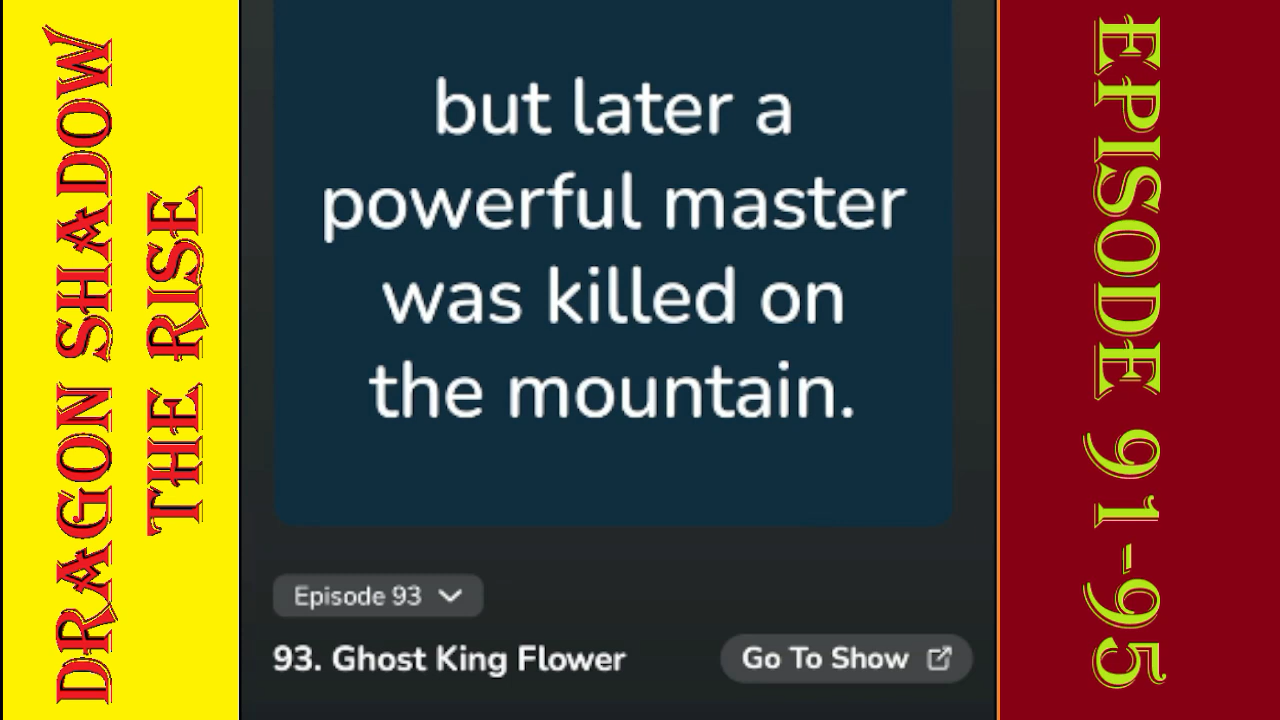 DRAGON SHADOW
THE RISE
but later a
powerful master
was killed on
the mountain.
Episode 93
93. Ghost King Flower
Go To Show
EPISODE 91-95